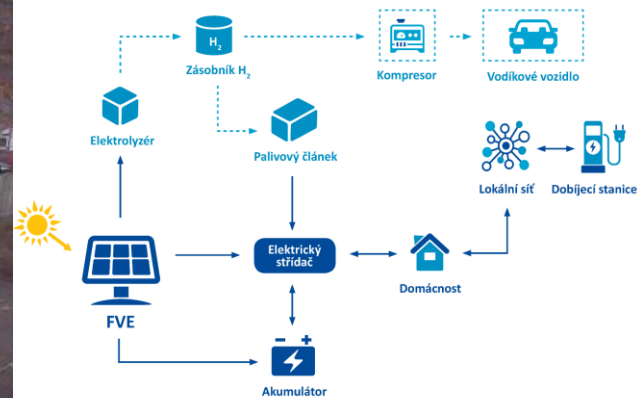 H₂
Zásobník H₂
Kompresor
Vodíkové vozidlo
Elektrolyzér
Palivový článek
Lokální síť
Dobíjecí stanice
Elektrický
střídač
Domácnost
FVE
Akumulátor